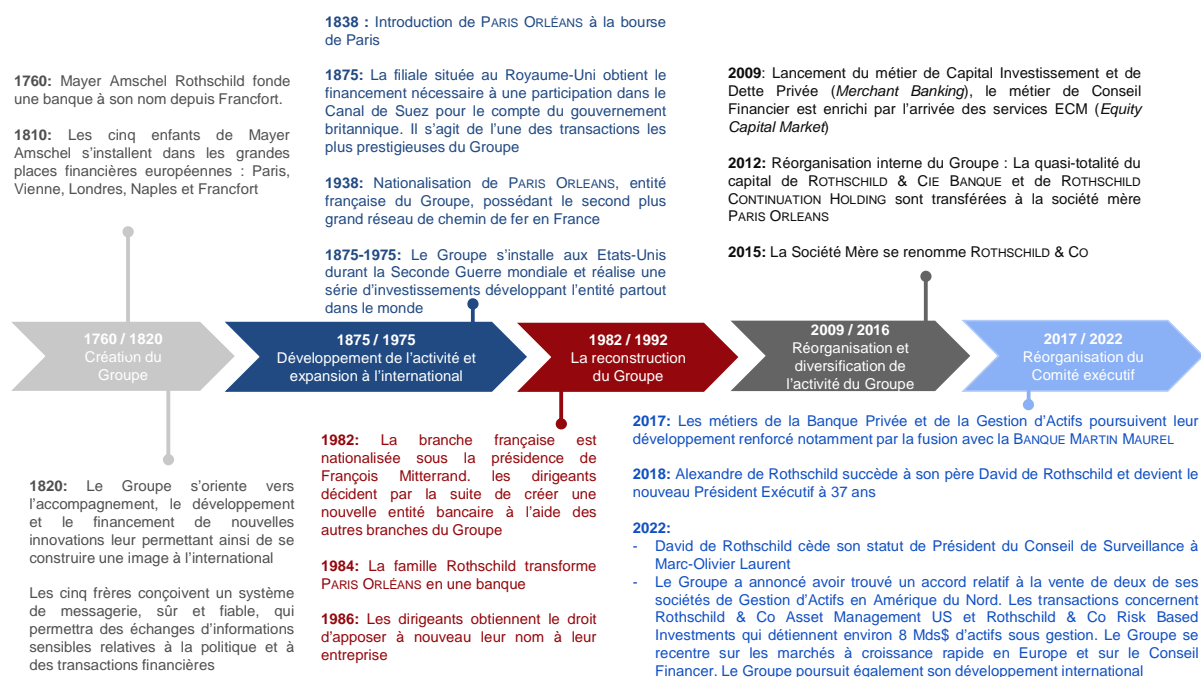 1760: Mayer Amschel Rothschild fonde
une banque à son nom depuis Francfort.
1810: Les cinq enfants de Mayer
Amschel s'installent dans les grandes
places financières européennes : Paris,
Vienne, Londres, Naples et Francfort
1838 : Introduction de PARIS ORLÉANS à la bourse
de Paris
1875: La filiale située au Royaume-Uni obtient le
financement nécessaire à une participation dans le
Canal de Suez pour le compte du gouvernement
britannique. Il s'agit de l'une des transactions les
plus prestigieuses du Groupe
1938: Nationalisation de PARIS ORLEANS, entité
française du Groupe, possédant le second plus
grand réseau de chemin de fer en France
1875-1975: Le Groupe s'installe aux Etats-Unis
durant la Seconde Guerre mondiale et réalise une
série d'investissements développant l'entité partout
dans le monde
2009: Lancement du métier de Capital Investissement et de
Dette Privée (Merchant Banking), le métier de Conseil
Financier est enrichi par l'arrivée des services ECM (Equity
Capital Market)
2012: Réorganisation interne du Groupe : La quasi-totalité du
capital de ROTHSCHILD & CIE BANQUE et de ROTHSCHILD
CONTINUATION HOLDING sont transférées à la société mère
PARIS ORLEANS
2015: La Société Mère se renomme ROTHSCHILD & CO
1760 / 1820
Création du
Groupe
1875 / 1975
Développement de l'activité et
expansion à l'international
1982 / 1992
La reconstruction
du Groupe
2009 / 2016
Réorganisation et
diversification de
l'activité du Groupe
2017 / 2022
Réorganisation du
Comité exécutif
1820: Le Groupe s'oriente vers
l'accompagnement, le développement
et le financement de nouvelles
innovations leur permettant ainsi de se
construire une image à l'international
Les cinq frères conçoivent un système
de messagerie, sûr et fiable, qui
permettra des échanges d'informations
sensibles relatives à la politique et à
des transactions financières
1982: La branche française est
nationalisée sous la présidence de
François Mitterrand. les dirigeants
décident par la suite de créer une
nouvelle entité bancaire à l'aide des
autres branches du Groupe
1984: La famille Rothschild transforme
PARIS ORLÉANS en une banque
1986: Les dirigeants obtiennent le droit
d'apposer à nouveau leur nom à leur
entreprise
2017: Les métiers de la Banque Privée et de la Gestion d'Actifs poursuivent leur
développement renforcé notamment par la fusion avec la BANQUE MARTIN MAUREL
2018: Alexandre de Rothschild succède à son père David de Rothschild et devient le
nouveau Président Exécutif à 37 ans
2022:
- David de Rothschild cède son statut de Président du Conseil de Surveillance à
Marc-Olivier Laurent
- Le Groupe a annoncé avoir trouvé un accord relatif à la vente de deux de ses
sociétés de Gestion d'Actifs en Amérique du Nord. Les transactions concernent
Rothschild & Co Asset Management US et Rothschild & Co Risk Based
Investments qui détiennent environ 8 Mds$ d'actifs sous gestion. Le Groupe se
recentre sur les marchés à croissance rapide en Europe et sur le Conseil
Financer. Le Groupe poursuit également son développement international